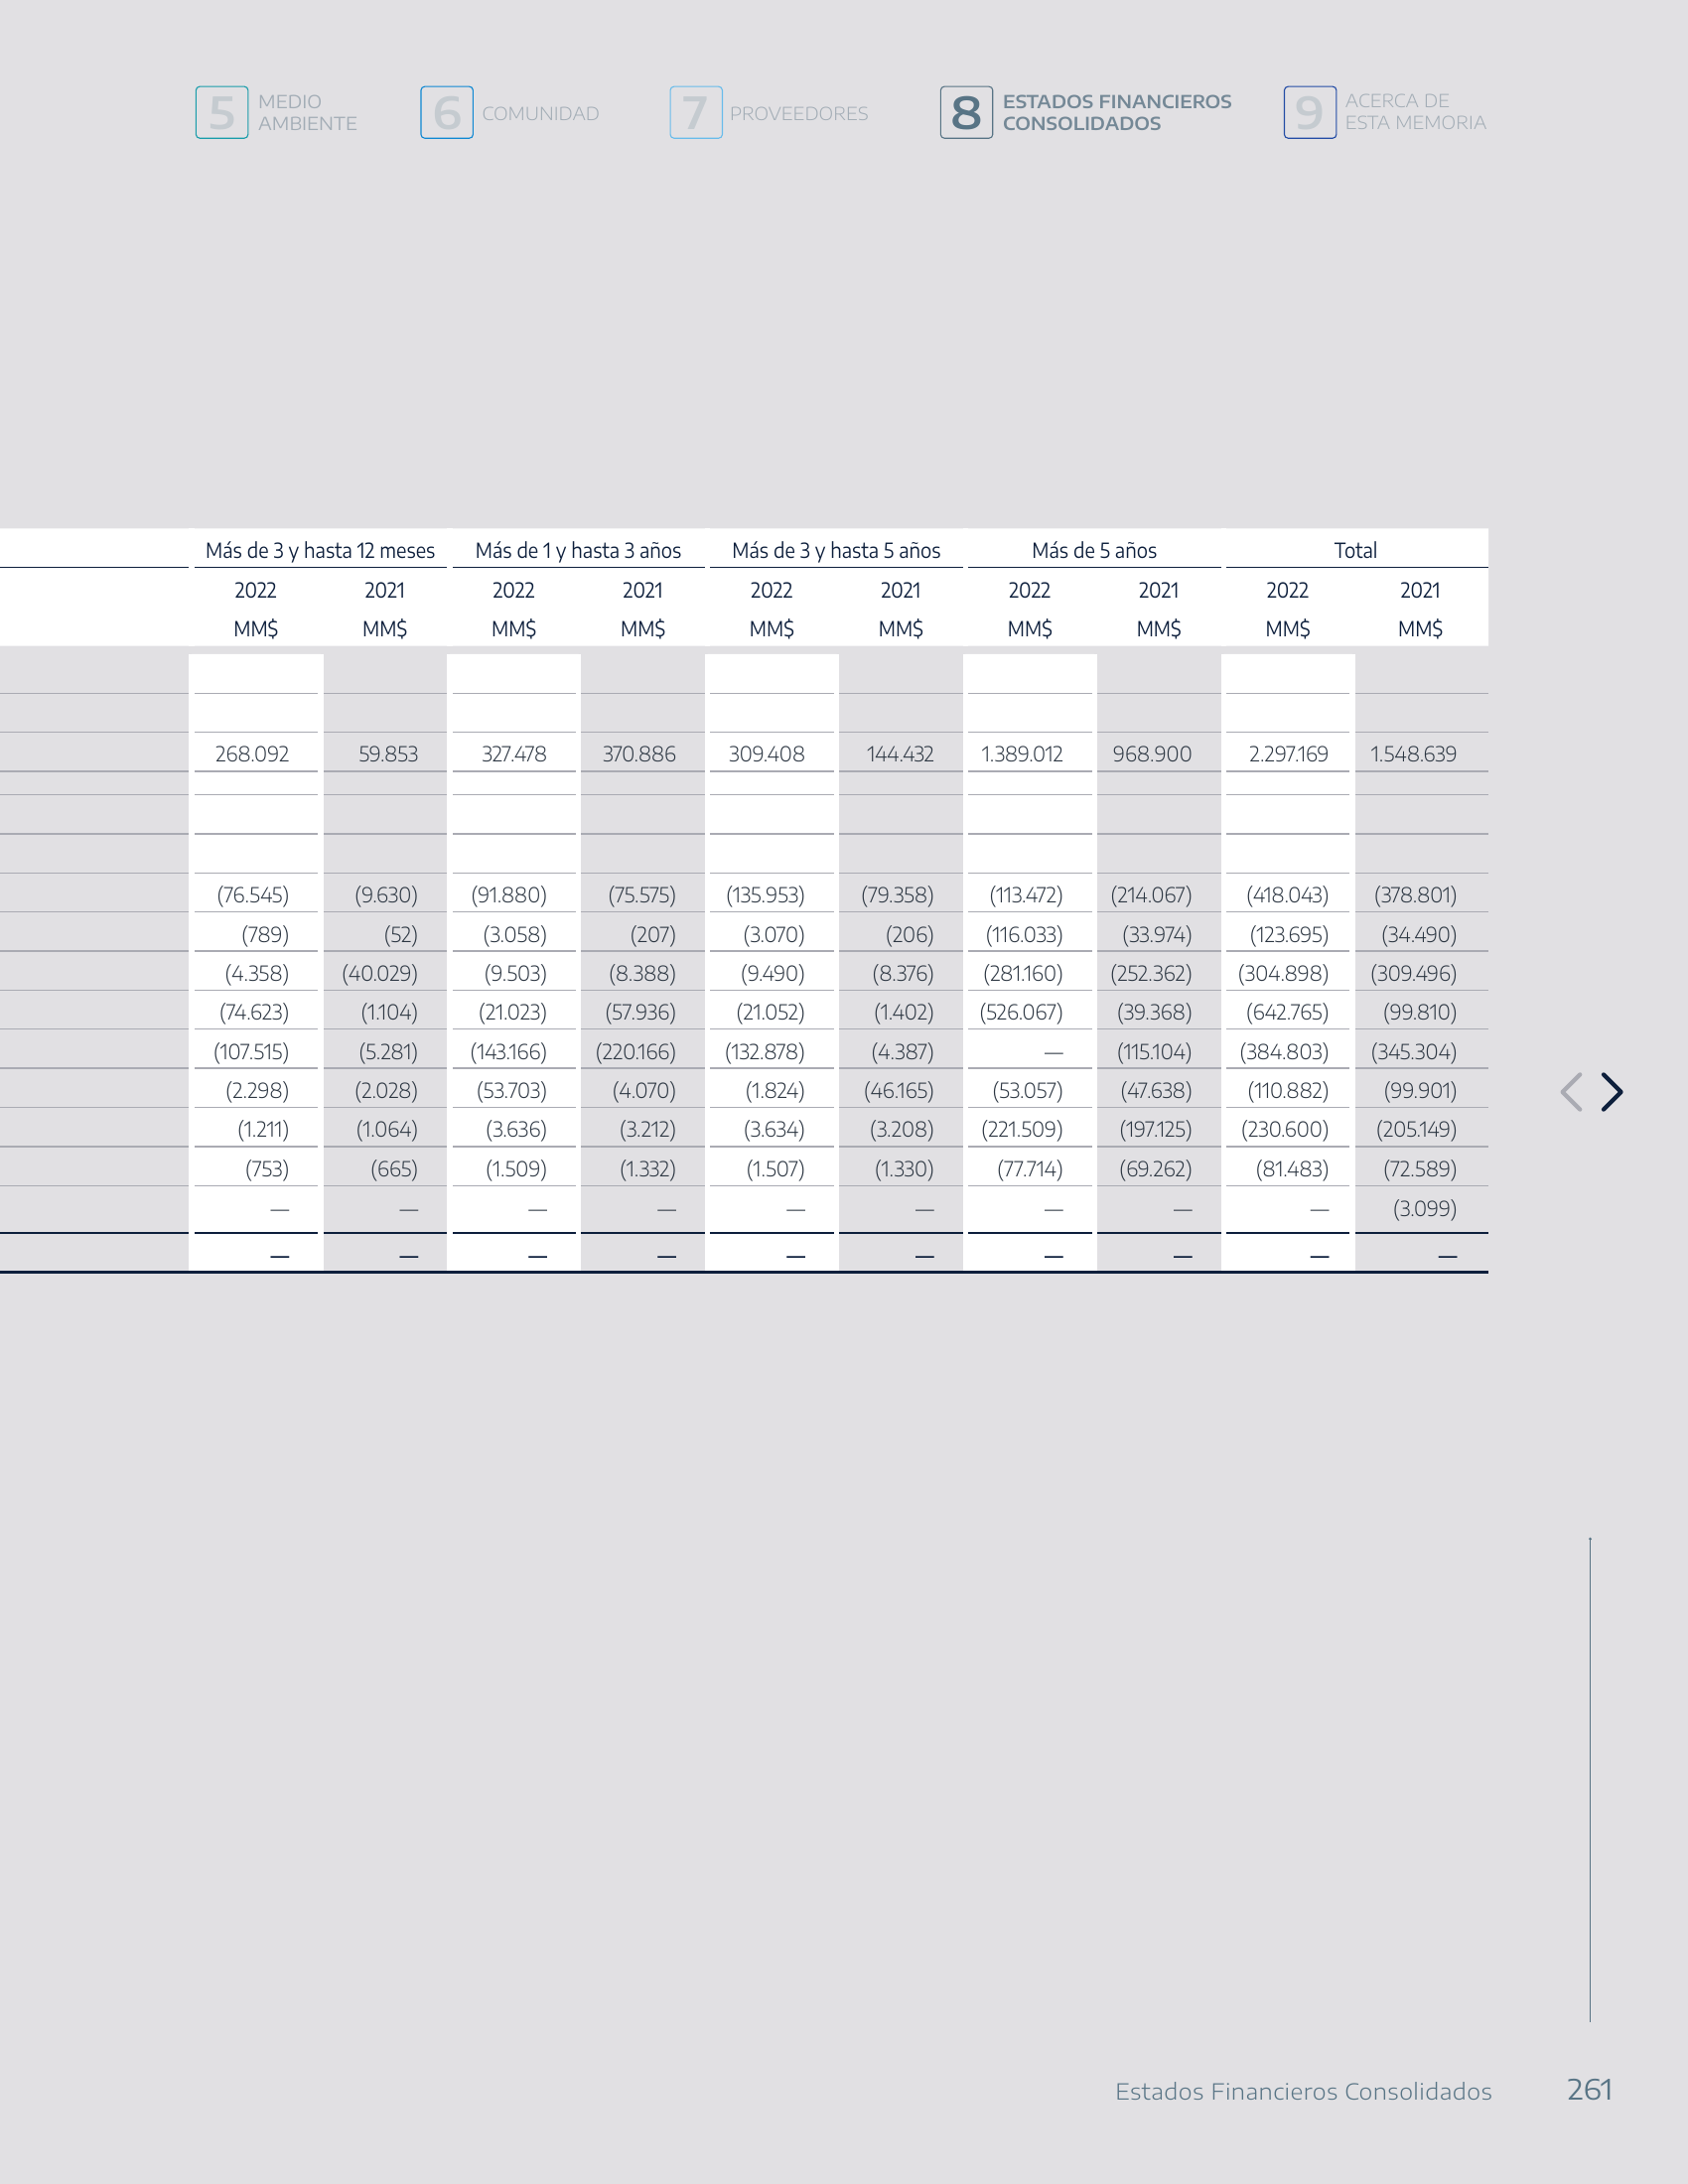 5 MEDIO AMBIENTE 6 COMUNIDAD 7 PROVEEDORES 8 ESTADOS FINANCIEROS CONSOLIDADOS 9 ACERCA DE ESTA MEMORIA
Más de 3 y hasta 12 meses Más de 1 y hasta 3 años Más de 3 y hasta 5 años Más de 5 años Total
2022 2021 2022 2021 2022 2021 2022 2021 2022 2021
MM$ MM$ MM$ MM$ MM$ MM$ MM$ MM$ MM$ MM$
268.092 59.853 327.478 370.886 309.408 144.432 1.389.012 968.900 2.297.169 1.548.639
(76.545) (9.630) (91.880) (75.575) (135.953) (79.358) (113.472) (214.067) (418.043) (378.801)
(789) (52) (3.058) (207) (3.070) (206) (116.033) (33.974) (123.695) (34.490)
(4.358) (40.029) (9.503) (8.388) (9.490) (8.376) (281.160) (252.362) (304.898) (309.496)
(74.623) (1.104) (21.023) (57.936) (21.052) (1.402) (526.067) (39.368) (642.765) (99.810)
(107.515) (5.281) (143.166) (220.166) (132.878) (4.387) — (115.104) (384.803) (345.304)
(2.298) (2.028) (53.703) (4.070) (1.824) (46.165) (53.057) (47.638) (110.882) (99.901)
(1.211) (1.064) (3.636) (3.212) (3.634) (3.208) (221.509) (197.125) (230.600) (205.149)
(753) (665) (1.509) (1.332) (1.507) (1.330) (77.714) (69.262) (81.483) (72.589)
— — — — — — — — — (3.099)
— — — — — — — — — —
Estados Financieros Consolidados 261